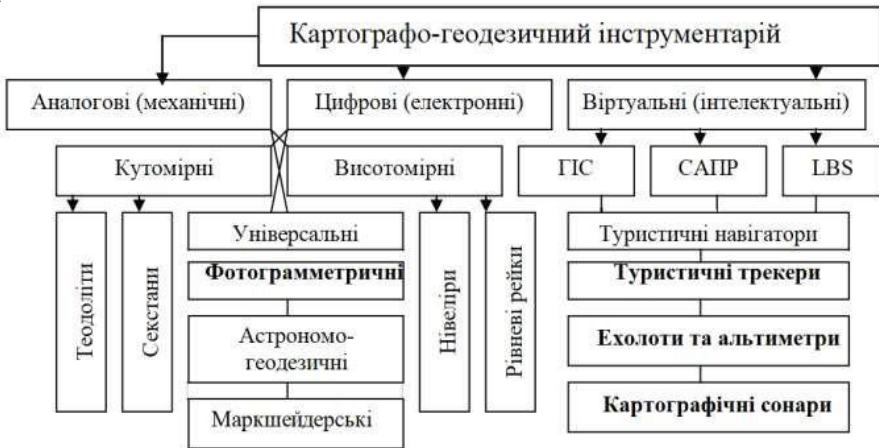 Картографо-геодезичний інструментарій
Аналогові (механічні)
Цифрові (електронні)
Віртуальні (інтелектуальні)
Кутомірні
Висотомірні
ГІС
САПР
LBS
Теодоліти
Секстани
Універсальні
Фотограмметричні
Астрономо-
геодезичні
Маркшейдерські
Нівеліри
Рівневі рейки
Туристичні навігатори
Туристичні трекери
Ехолоти та альтиметри
Картографічні сонари